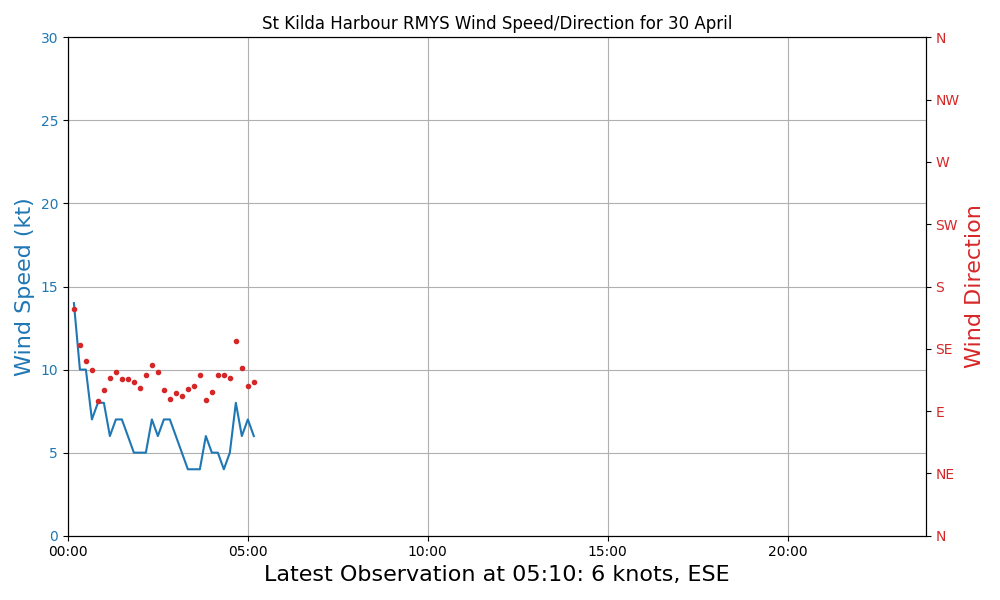 St Kilda Harbour RMYS Wind Speed/Direction for 30 April
30
25
20
15
10
5
0
Wind Speed (kt)
N
NW
W
SW
S
SE
E
NE
N
Wind Direction
00:00 05:00 10:00 15:00 20:00
Latest Observation at 05:10: 6 knots, ESE